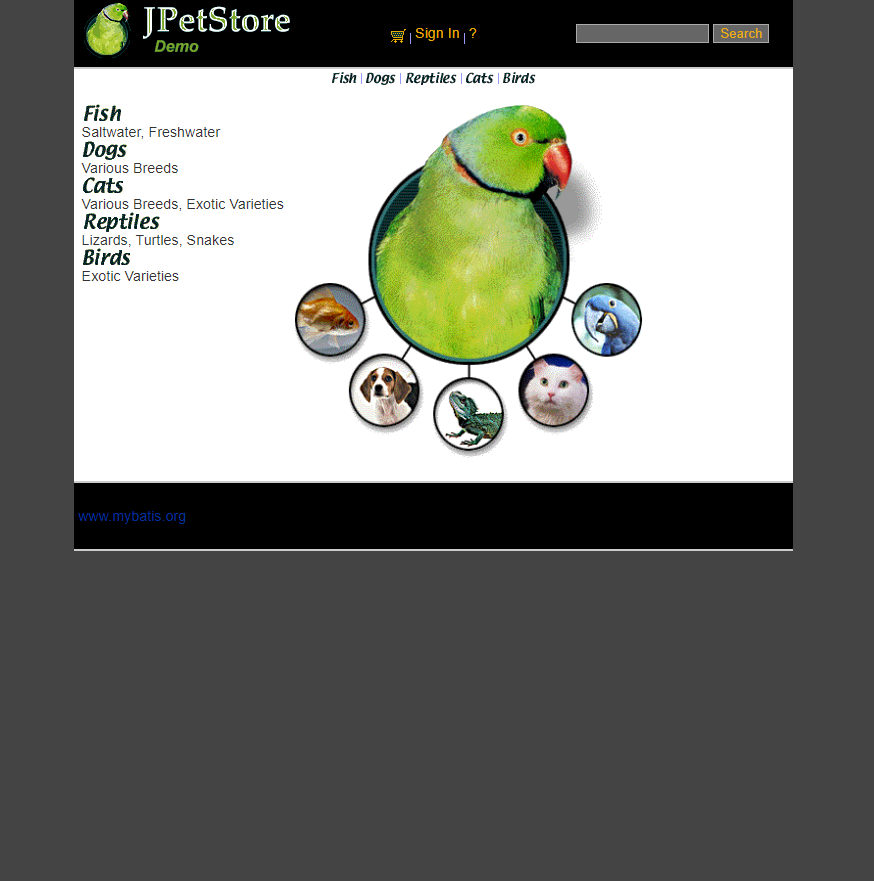 JPetStore
Demo
Sign In | ?
Search
Fish | Dogs | Reptiles | Cats | Birds
Fish
Saltwater, Freshwater
Dogs
Various Breeds
Cats
Various Breeds, Exotic Varieties
Reptiles
Lizards, Turtles, Snakes
Birds
Exotic Varieties
www.mybatis.org